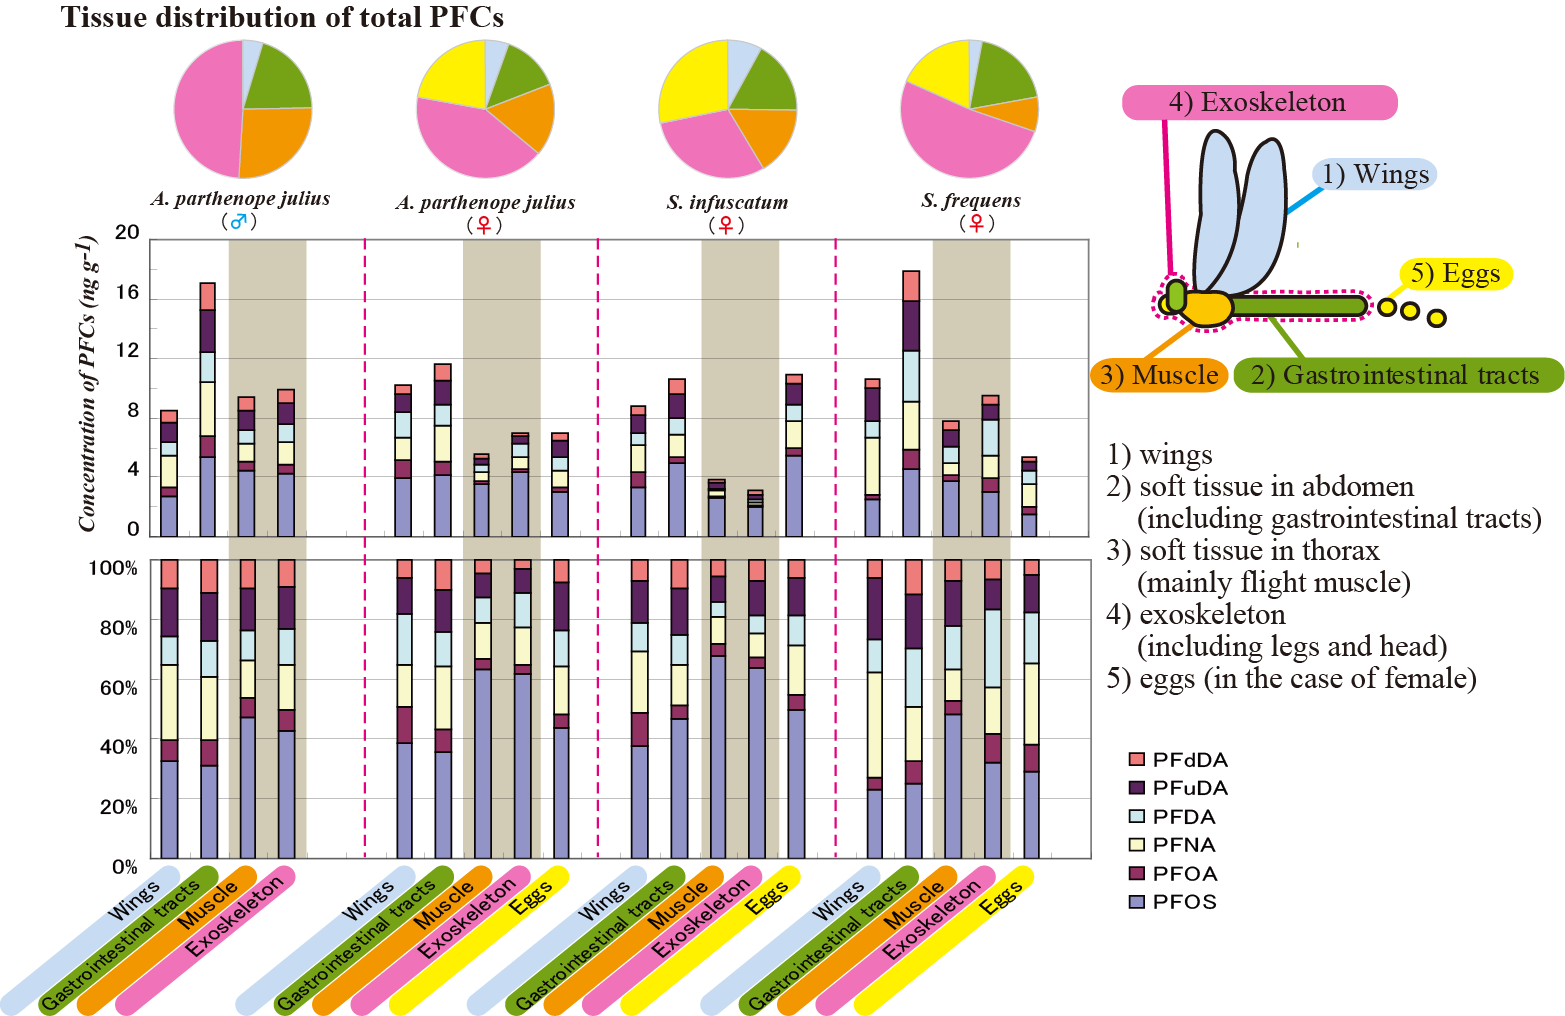 Tissue distribution of total PFCs
A. parthenope julius
(♂)
A. parthenope julius
(♀)
S. infuscatum
(♀)
S. frequens
(♀)
Concentration of PFCs (ng g-1)
20
16
12
8
4
0
100%
80%
60%
40%
20%
0%
Wings
Gastrointestinal tracts
Muscle
Exoskeleton
Wings
Gastrointestinal tracts
Muscle
Exoskeleton
Eggs
Wings
Gastrointestinal tracts
Muscle
Exoskeleton
Eggs
Wings
Gastrointestinal tracts
Muscle
Exoskeleton
Eggs
4) Exoskeleton
1) Wings
5) Eggs
3) Muscle
2) Gastrointestinal tracts
1) wings
2) soft tissue in abdomen
(including gastrointestinal tracts)
3) soft tissue in thorax
(mainly flight muscle)
4) exoskeleton
(including legs and head)
5) eggs (in the case of female)
PFdDA
PFuDA
PFDA
PFNA
PFOA
PFOS